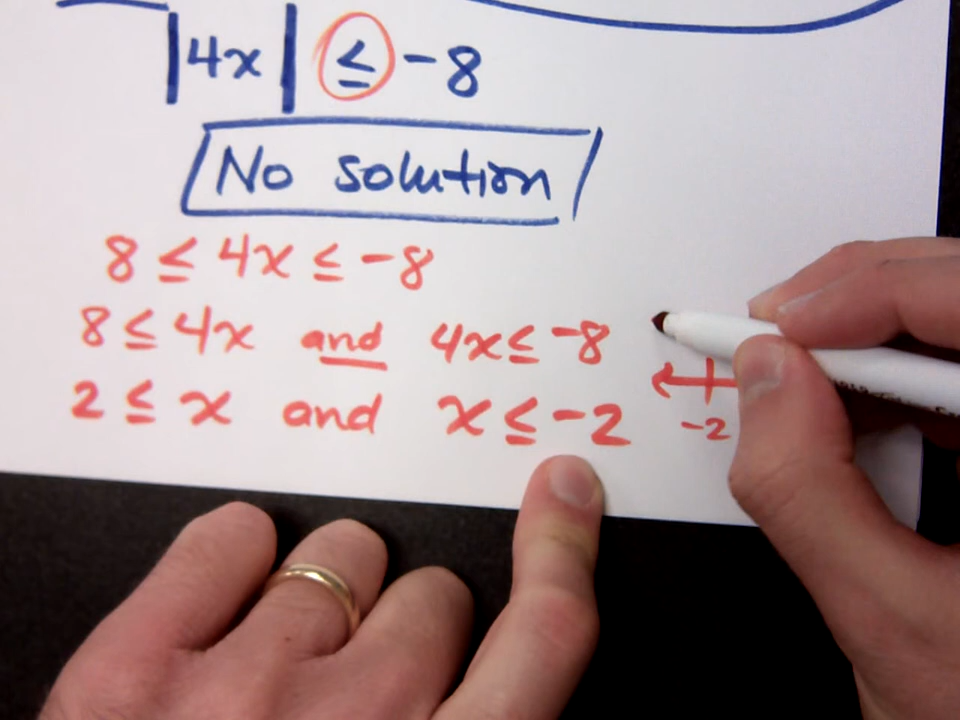 |4x| ≤ -8
No solution
8 ≤ 4x ≤ -8
8 ≤ 4x and 4x ≤ -8
2 ≤ x and x ≤ -2
-2